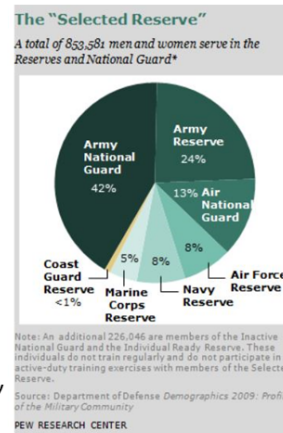 The "Selected Reserve"
A total of 853,581 men and women serve in the
Reserves and National Guard*
Army
National
Guard
42%
Army
Reserve
24%
13% Air
National
Guard
8%
Air Force
Reserve
8%
Navy
Reserve
5%
Marine
Corps
Reserve
Coast
Guard
Reserve
<1%
Note: An additional 226,046 are members of the Inactive
National Guard and the Individual Ready Reserve. These
individuals do not train regularly and do not participate in
active-duty training exercises with members of the Selecte
Reserve.
Source: Department of Defense Demographics 2009: Profi
of the Military Community
PEW RESEARCH CENTER